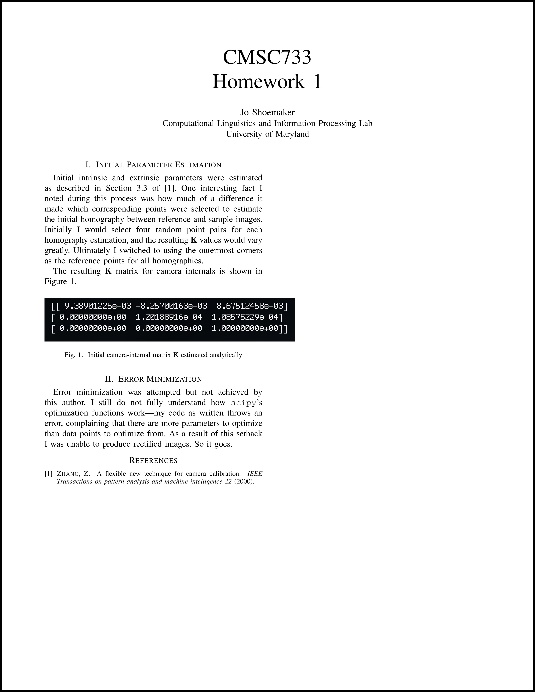 CMSC733
Homework 1
Jo Shoemaker
Computational Linguistics and Information Processing Lab
University of Maryland
I. Initial Parameter Estimation
Initial intrinsic and extrinsic parameters were estimated
as described in Section 3.3 of [1]. One interesting fact I
noted during this process was how much of a difference it
made which corresponding points were selected to estimate
the initial homography between reference and sample images.
Initially I would select four random point pairs for each
homography estimation, and the resulting K values would vary
greatly. Ultimately I switched to using the outermost corners
as the reference points for all homographies.
The resulting K matrix for camera internals is shown in
Figure 1.
[[ 9.38901225e-03 -8.25700163e-03 8.67512458e-03]
[ 0.00000000e+00 1.20188916e-04 1.08575229e-04]
[ 0.00000000e+00 0.00000000e+00 1.00000000e+00]]
Fig. 1. Initial camera-internal matrix K estimated analytically
II. Error Minimization
Error minimization was attempted but not achieved by
this author. I still do not fully understand how scipy's
optimization functions work—my code as written throws an
error, complaining that there are more parameters to optimize
than data points to optimize from. As a result of this setback
I was unable to produce rectified images. So it goes.
References
[1] Zhang, Z. A flexible new technique for camera calibration. IEEE
Transactions on pattern analysis and machine intelligence 22 (2000).